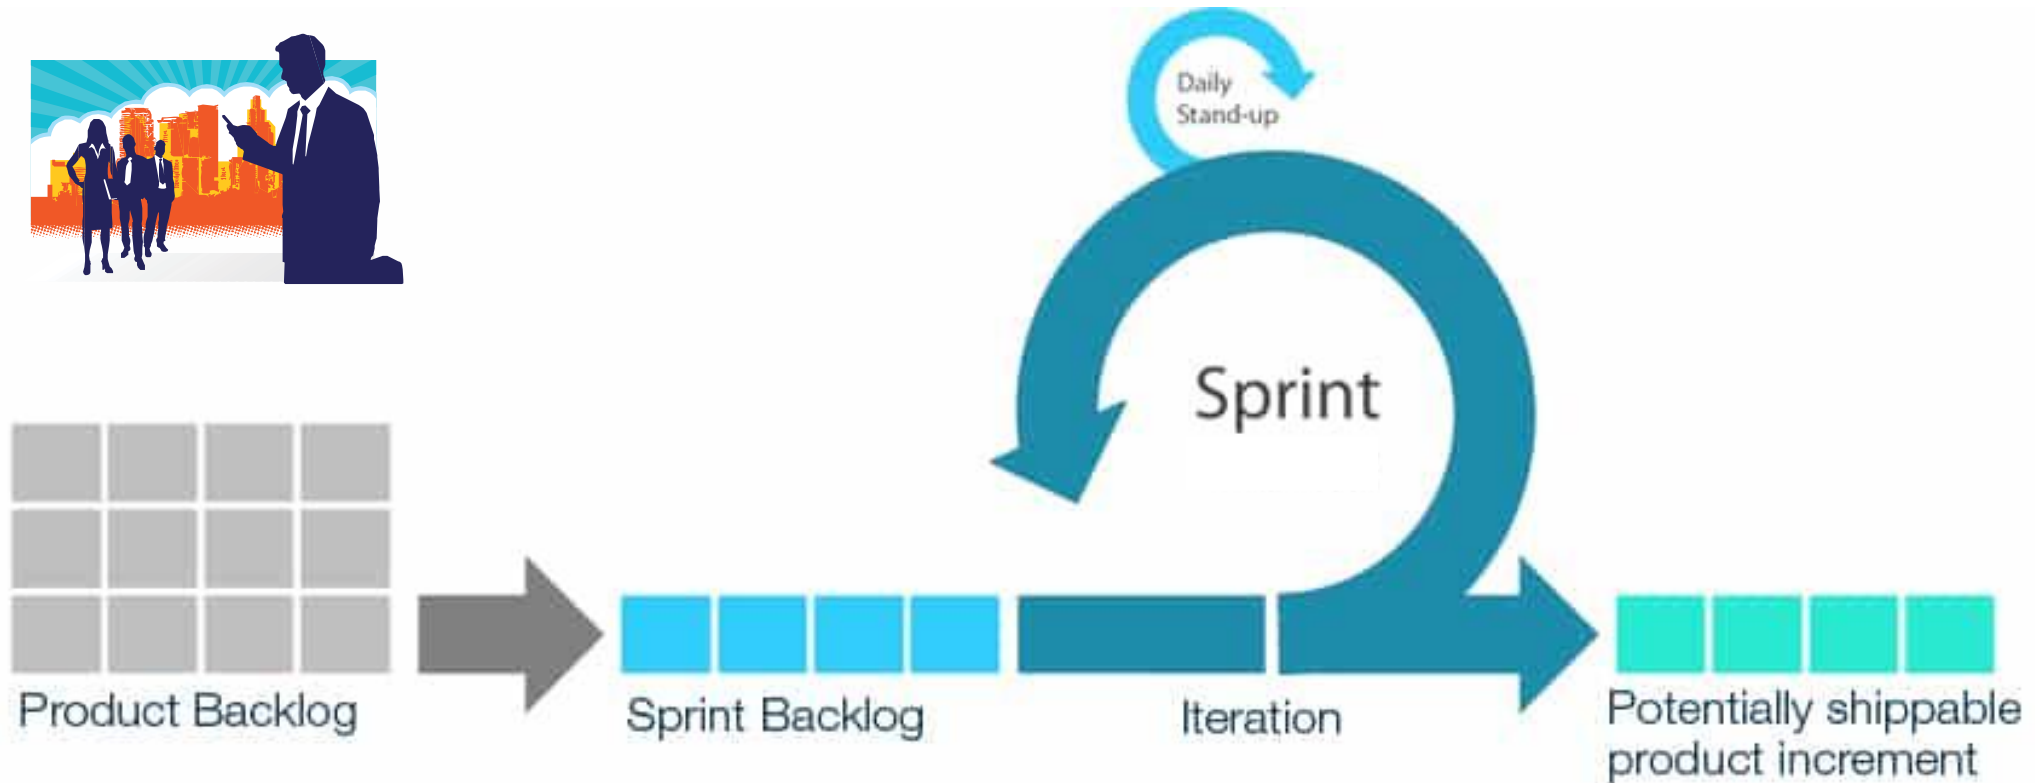 Daily
Stand-up
Sprint
Product Backlog
Sprint Backlog
Iteration
Potentially shippable
product increment